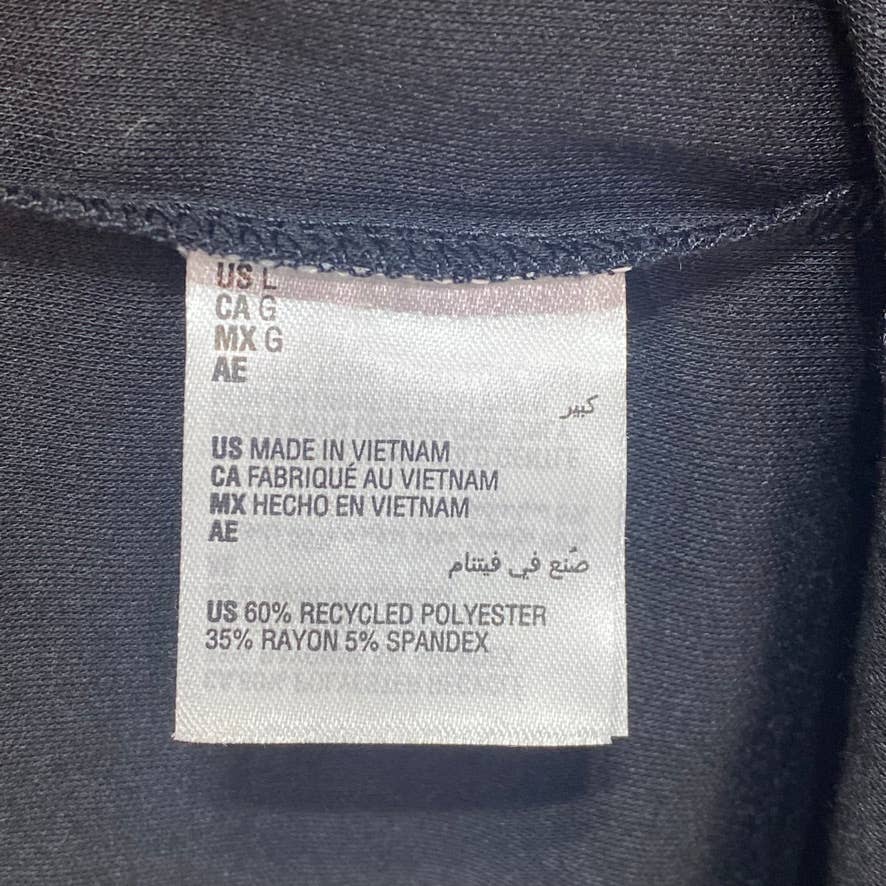 US L
CA G
MX G
AE
كبير
US MADE IN VIETNAM
CA FABRIQUÉ AU VIETNAM
MX HECHO EN VIETNAM
AE
صُنع في فيتنام
US 60% RECYCLED POLYESTER
35% RAYON 5% SPANDEX